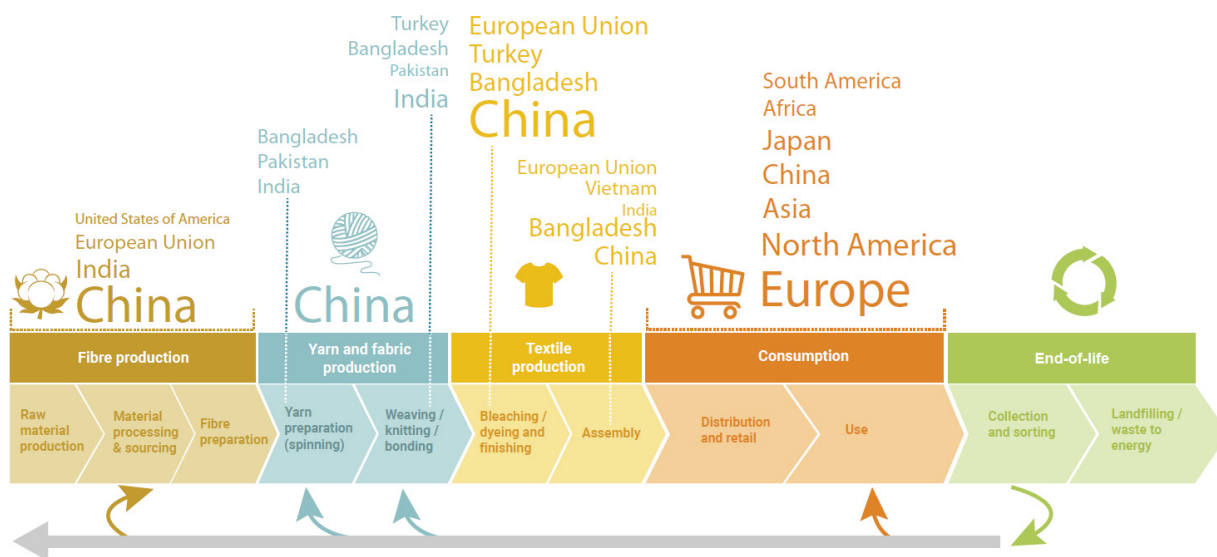 United States of America
European Union
India
China
Bangladesh
Pakistan
India
China
Turkey
Bangladesh
Pakistan
India
European Union
Turkey
Bangladesh
China
European Union
Vietnam
India
Bangladesh
China
South America
Africa
Japan
China
Asia
North America
Europe
Fibre production
Yarn and fabric
production
Textile
production
Consumption
End-of-life
Raw
material
production
Material
processing
& sourcing
Fibre
preparation
Yarn
preparation
(spinning)
Weaving /
knitting /
bonding
Bleaching /
dyeing and
finishing
Assembly
Distribution
and retail
Use
Collection
and sorting
Landfilling /
waste to
energy